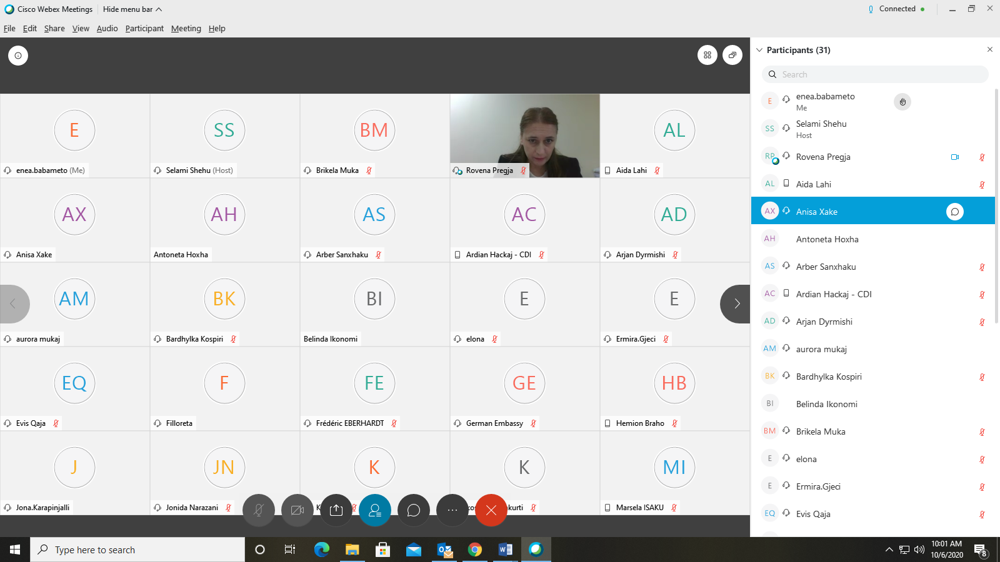 Cisco Webex Meetings
Hide menu bar
Connected
File Edit Share View Audio Participant Meeting Help
E
enea.babameto (Me)
SS
Selami Shehu (Host)
BM
Brikela Muka
Rovena Pregja
AL
Aida Lahi
AX
Anisa Xake
AH
Antoneta Hoxha
AS
Arber Sanxhaku
AC
Ardian Hackaj - CDI
AD
Arjan Dyrmishi
AM
aurora mukaj
BK
Bardhylka Kospiri
BI
Belinda Ikonomi
E
elona
E
Ermira.Gjeci
EQ
Evis Qaja
F
Filloreta
FE
Frédéric EBERHARDT
GE
German Embassy
HB
Hemion Braho
J
Jona.Karapinjalli
JN
Jonida Narazani
K
K
MI
Marsela ISAKU
Participants (31)
Search
E
enea.babameto
Me
SS
Selami Shehu
Host
RP
Rovena Pregja
AL
Aida Lahi
AX
Anisa Xake
AH
Antoneta Hoxha
AS
Arber Sanxhaku
AC
Ardian Hackaj - CDI
AD
Arjan Dyrmishi
AM
aurora mukaj
BK
Bardhylka Kospiri
BI
Belinda Ikonomi
BM
Brikela Muka
E
elona
E
Ermira.Gjeci
EQ
Evis Qaja
Type here to search
10:01 AM
10/6/2020
8